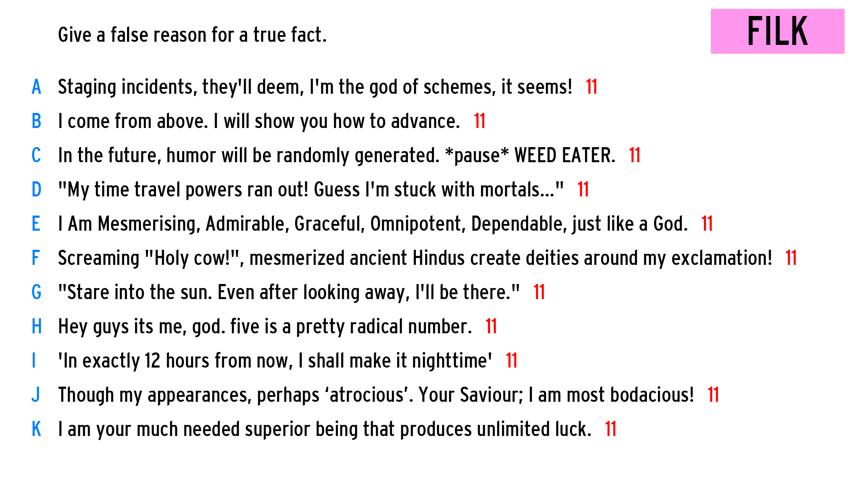 Give a false reason for a true fact.
FILK
A Staging incidents, they'll deem, I'm the god of schemes, it seems! 11
B I come from above. I will show you how to advance. 11
C In the future, humor will be randomly generated. *pause* WEED EATER. 11
D "My time travel powers ran out! Guess I'm stuck with mortals..." 11
E I Am Mesmerising, Admirable, Graceful, Omnipotent, Dependable, just like a God. 11
F Screaming "Holy cow!", mesmerized ancient Hindus create deities around my exclamation! 11
G "Stare into the sun. Even after looking away, I'll be there." 11
H Hey guys its me, god. five is a pretty radical number. 11
I 'In exactly 12 hours from now, I shall make it nighttime' 11
J Though my appearances, perhaps ‘atrocious’. Your Saviour; I am most bodacious! 11
K I am your much needed superior being that produces unlimited luck. 11